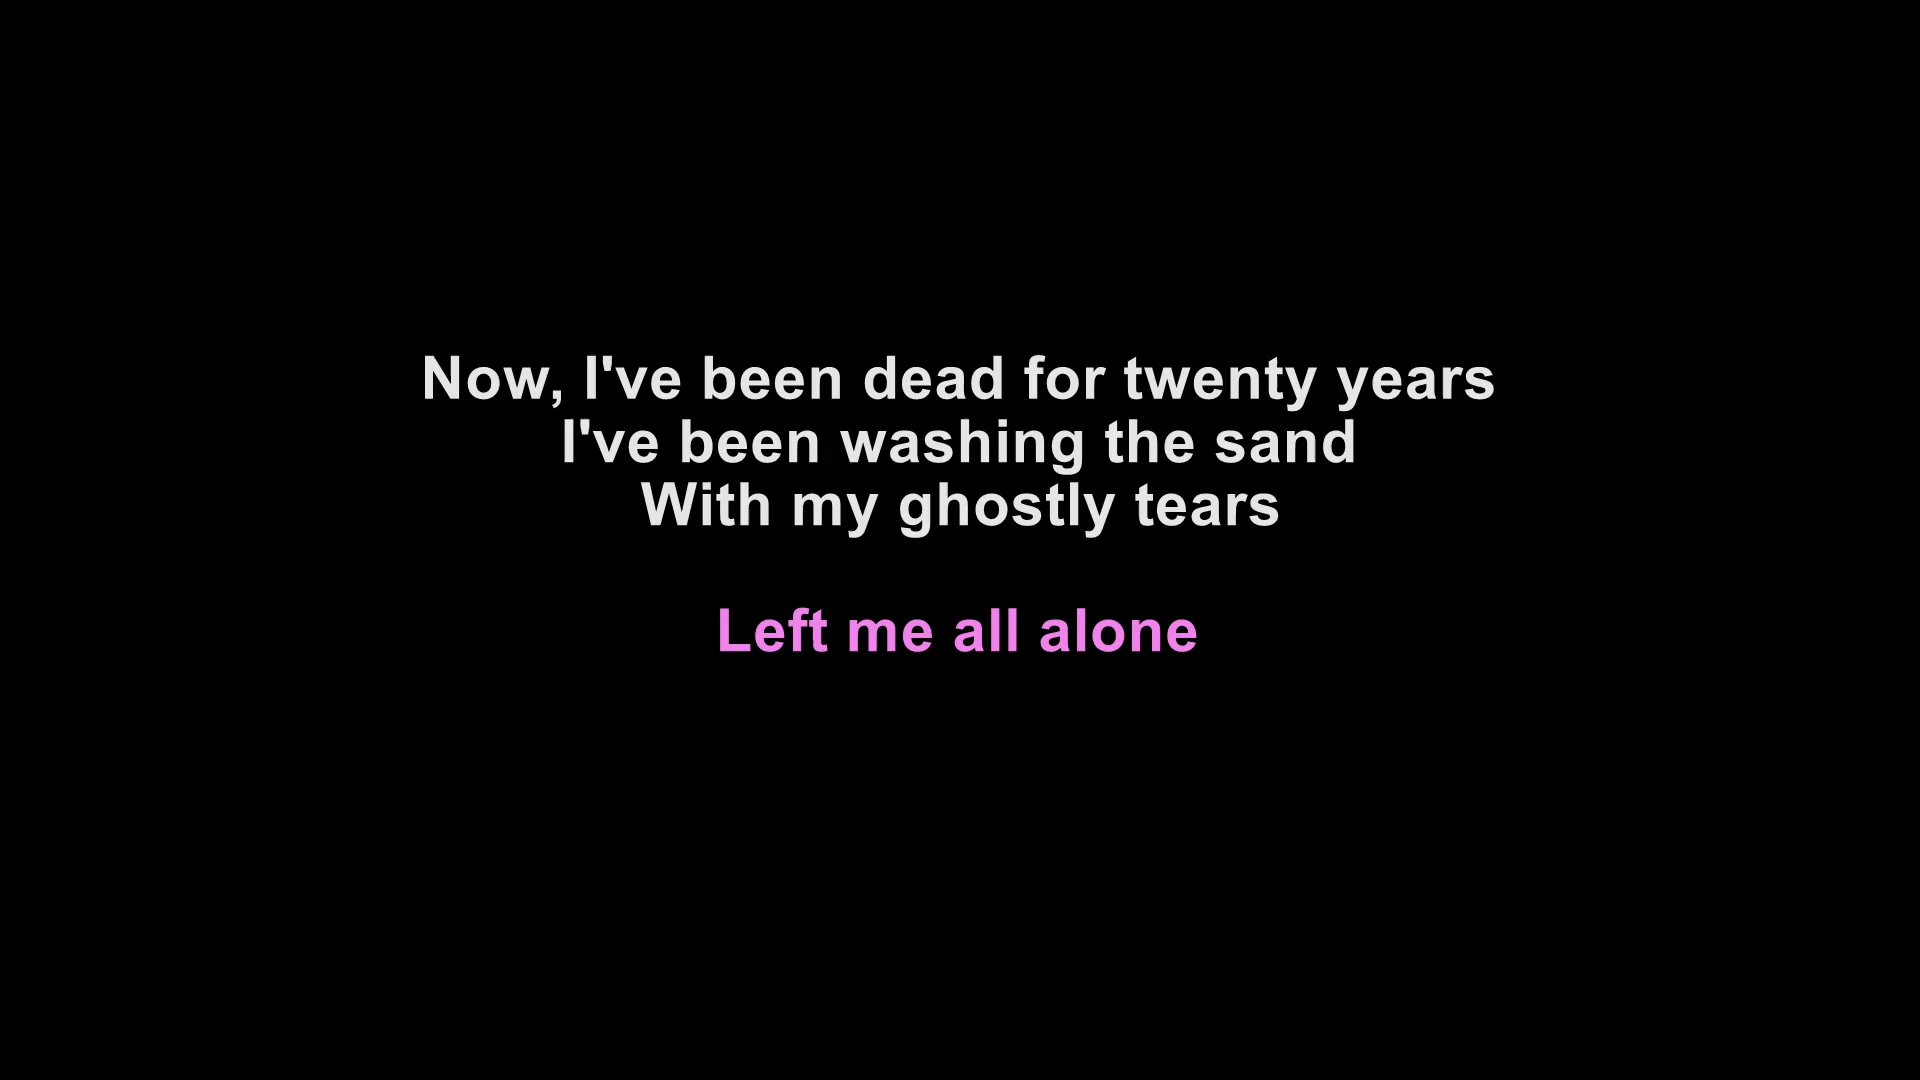 Now, I've been dead for twenty years
I've been washing the sand
With my ghostly tears
Left me all alone